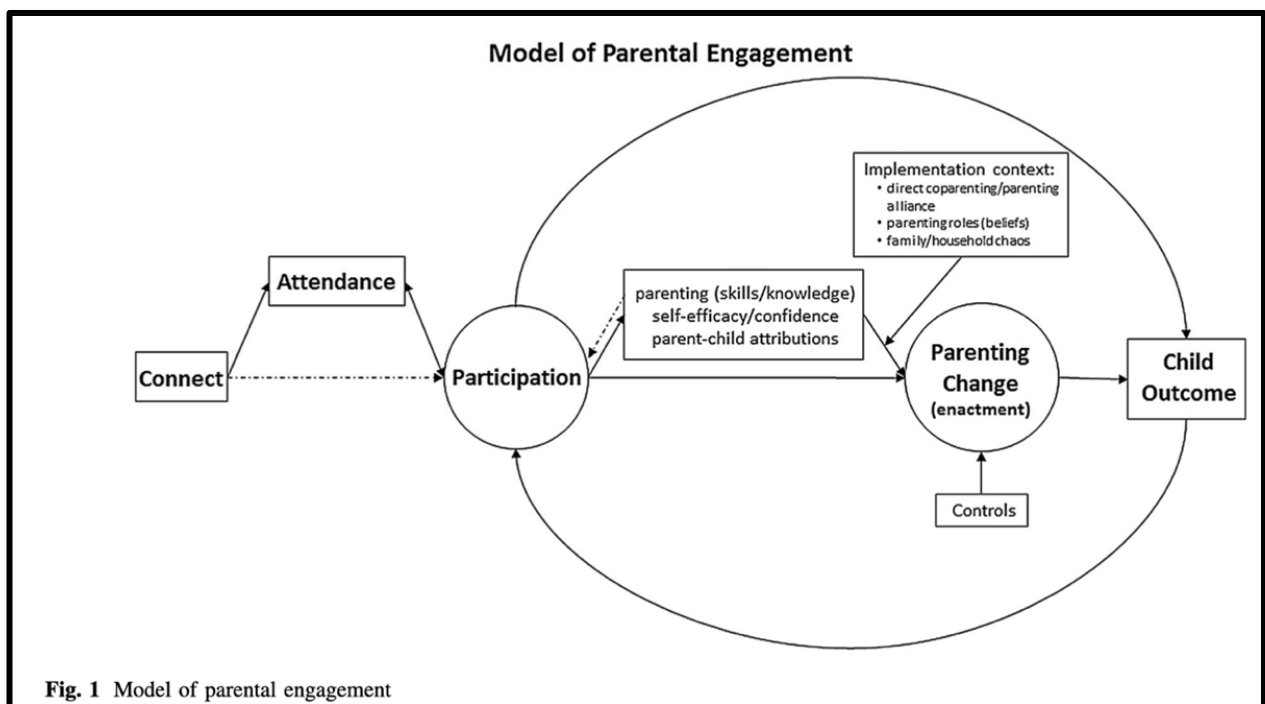 Model of Parental Engagement
Implementation context:
• direct coparenting/parenting
alliance
• parenting roles (beliefs)
• family/household chaos
Attendance
parenting (skills/knowledge)
self-efficacy/confidence
parent-child attributions
Connect
Participation
Parenting
Change
(enactment)
Child
Outcome
Controls
Fig. 1 Model of parental engagement